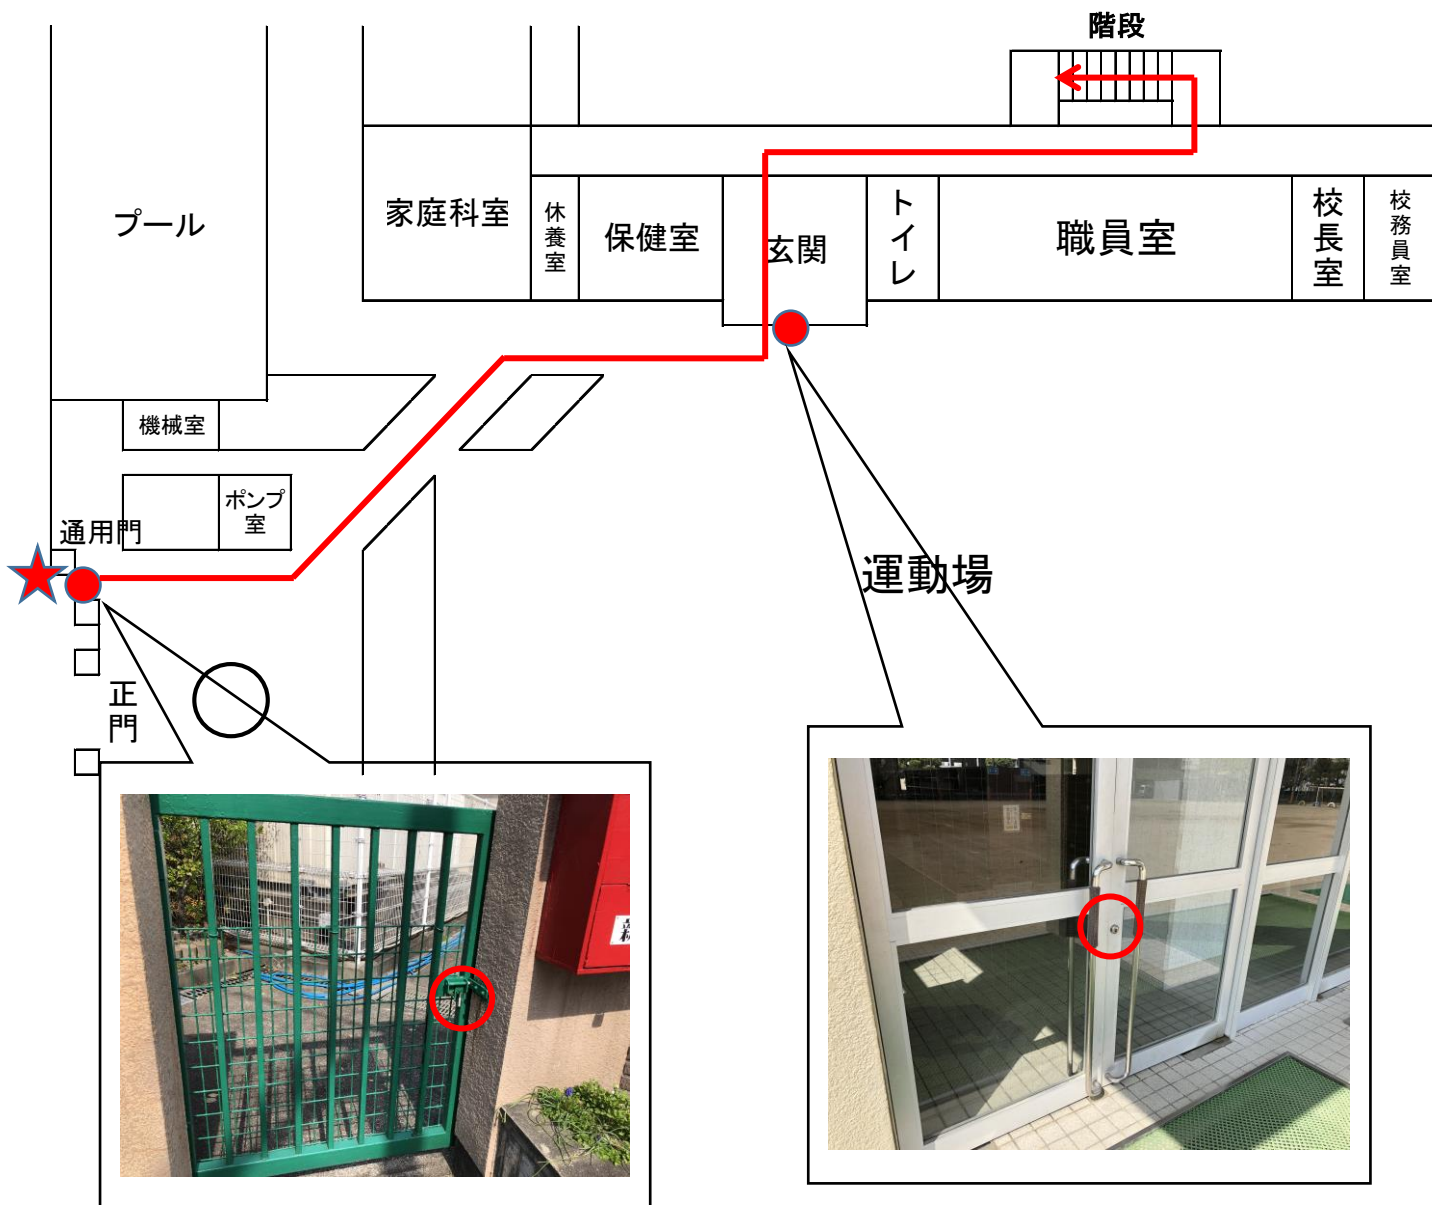 階段
プール
家庭科室
休養室
保健室
玄関
トイレ
職員室
校長室
校務員室
機械室
ポンプ
室
通用門
運動場
正門